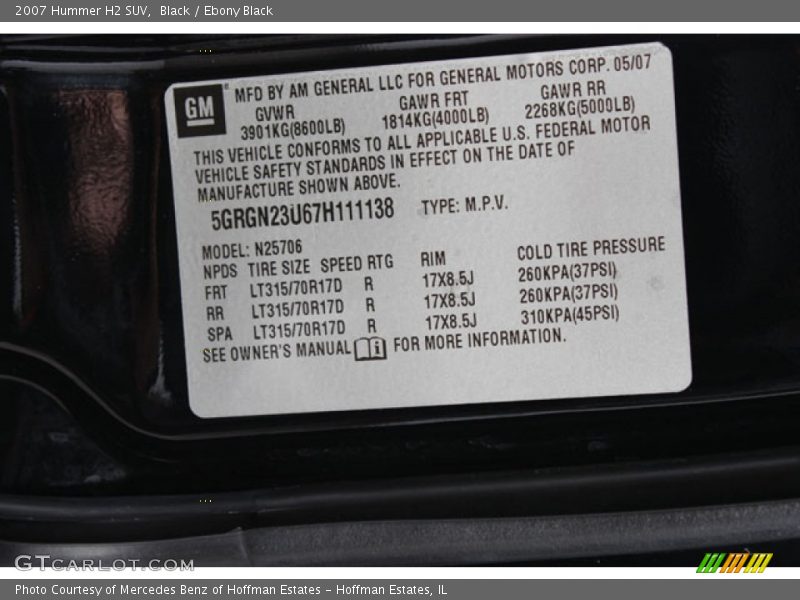 2007 Hummer H2 SUV, Black / Ebony Black
GM
MFD BY AM GENERAL LLC FOR GENERAL MOTORS CORP. 05/07
GVWR GAWR FRT GAWR RR
3901KG(8600LB) 1814KG(4000LB) 2268KG(5000LB)
THIS VEHICLE CONFORMS TO ALL APPLICABLE U.S. FEDERAL MOTOR
VEHICLE SAFETY STANDARDS IN EFFECT ON THE DATE OF
MANUFACTURE SHOWN ABOVE.
5GRGN23U67H111138 TYPE: M.P.V.
MODEL: N25706
NPDS TIRE SIZE SPEED RTG RIM COLD TIRE PRESSURE
FRT LT315/70R17D R 17X8.5J 260KPA(37PSI)
RR LT315/70R17D R 17X8.5J 260KPA(37PSI)
SPA LT315/70R17D R 17X8.5J 310KPA(45PSI)
SEE OWNER'S MANUAL i FOR MORE INFORMATION.
GTCARLOT.COM
Photo Courtesy of Mercedes Benz of Hoffman Estates - Hoffman Estates, IL